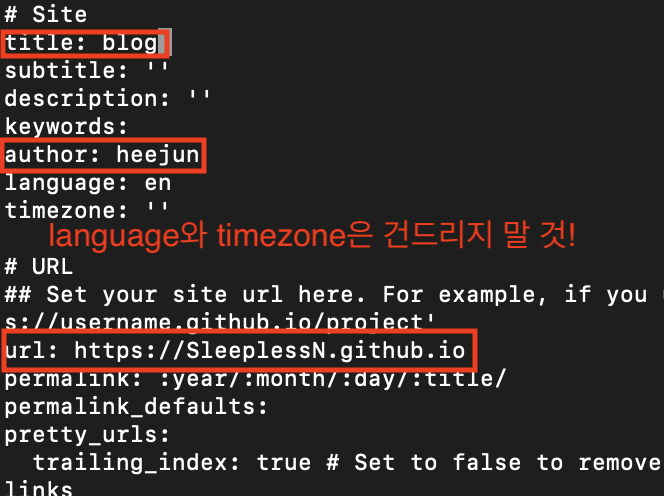 # Site
title: blog
subtitle: ''
description: ''
keywords:
author: heejun
language: en
timezone: ''
language와 timezone은 건드리지 말 것!
# URL
## Set your site url here. For example, if you
s://username.github.io/project'
url: https://SleeplessN.github.io
permalink: :year/:month/:day/:title/
permalink_defaults:
pretty_urls:
trailing_index: true # Set to false to remove
links